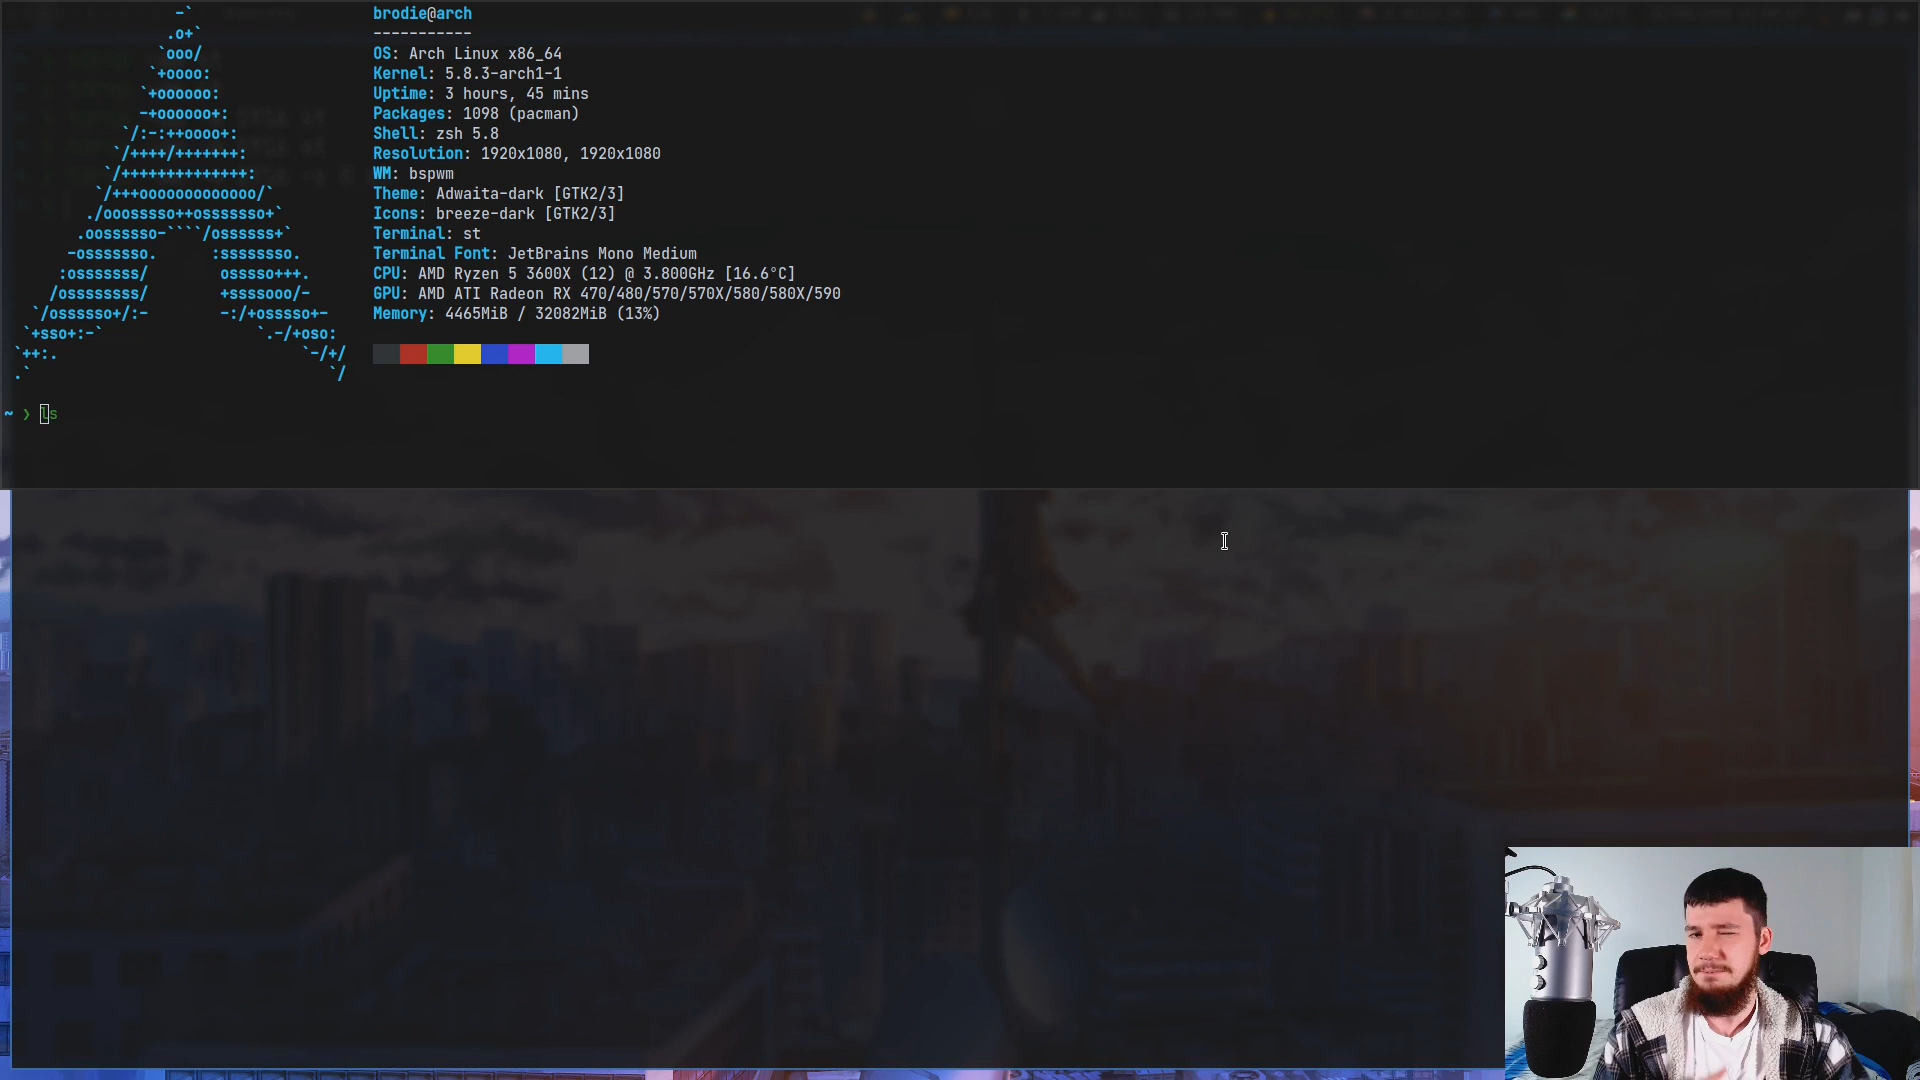 brodie@arch
-----------
OS: Arch Linux x86_64
Kernel: 5.8.3-arch1-1
Uptime: 3 hours, 45 mins
Packages: 1098 (pacman)
Shell: zsh 5.8
Resolution: 1920x1080, 1920x1080
WM: bspwm
Theme: Adwaita-dark [GTK2/3]
Icons: breeze-dark [GTK2/3]
Terminal: st
Terminal Font: JetBrains Mono Medium
CPU: AMD Ryzen 5 3600X (12) @ 3.800GHz [16.6°C]
GPU: AMD ATI Radeon RX 470/480/570/570X/580/580X/590
Memory: 4465MiB / 32082MiB (13%)
~ ❯ ls